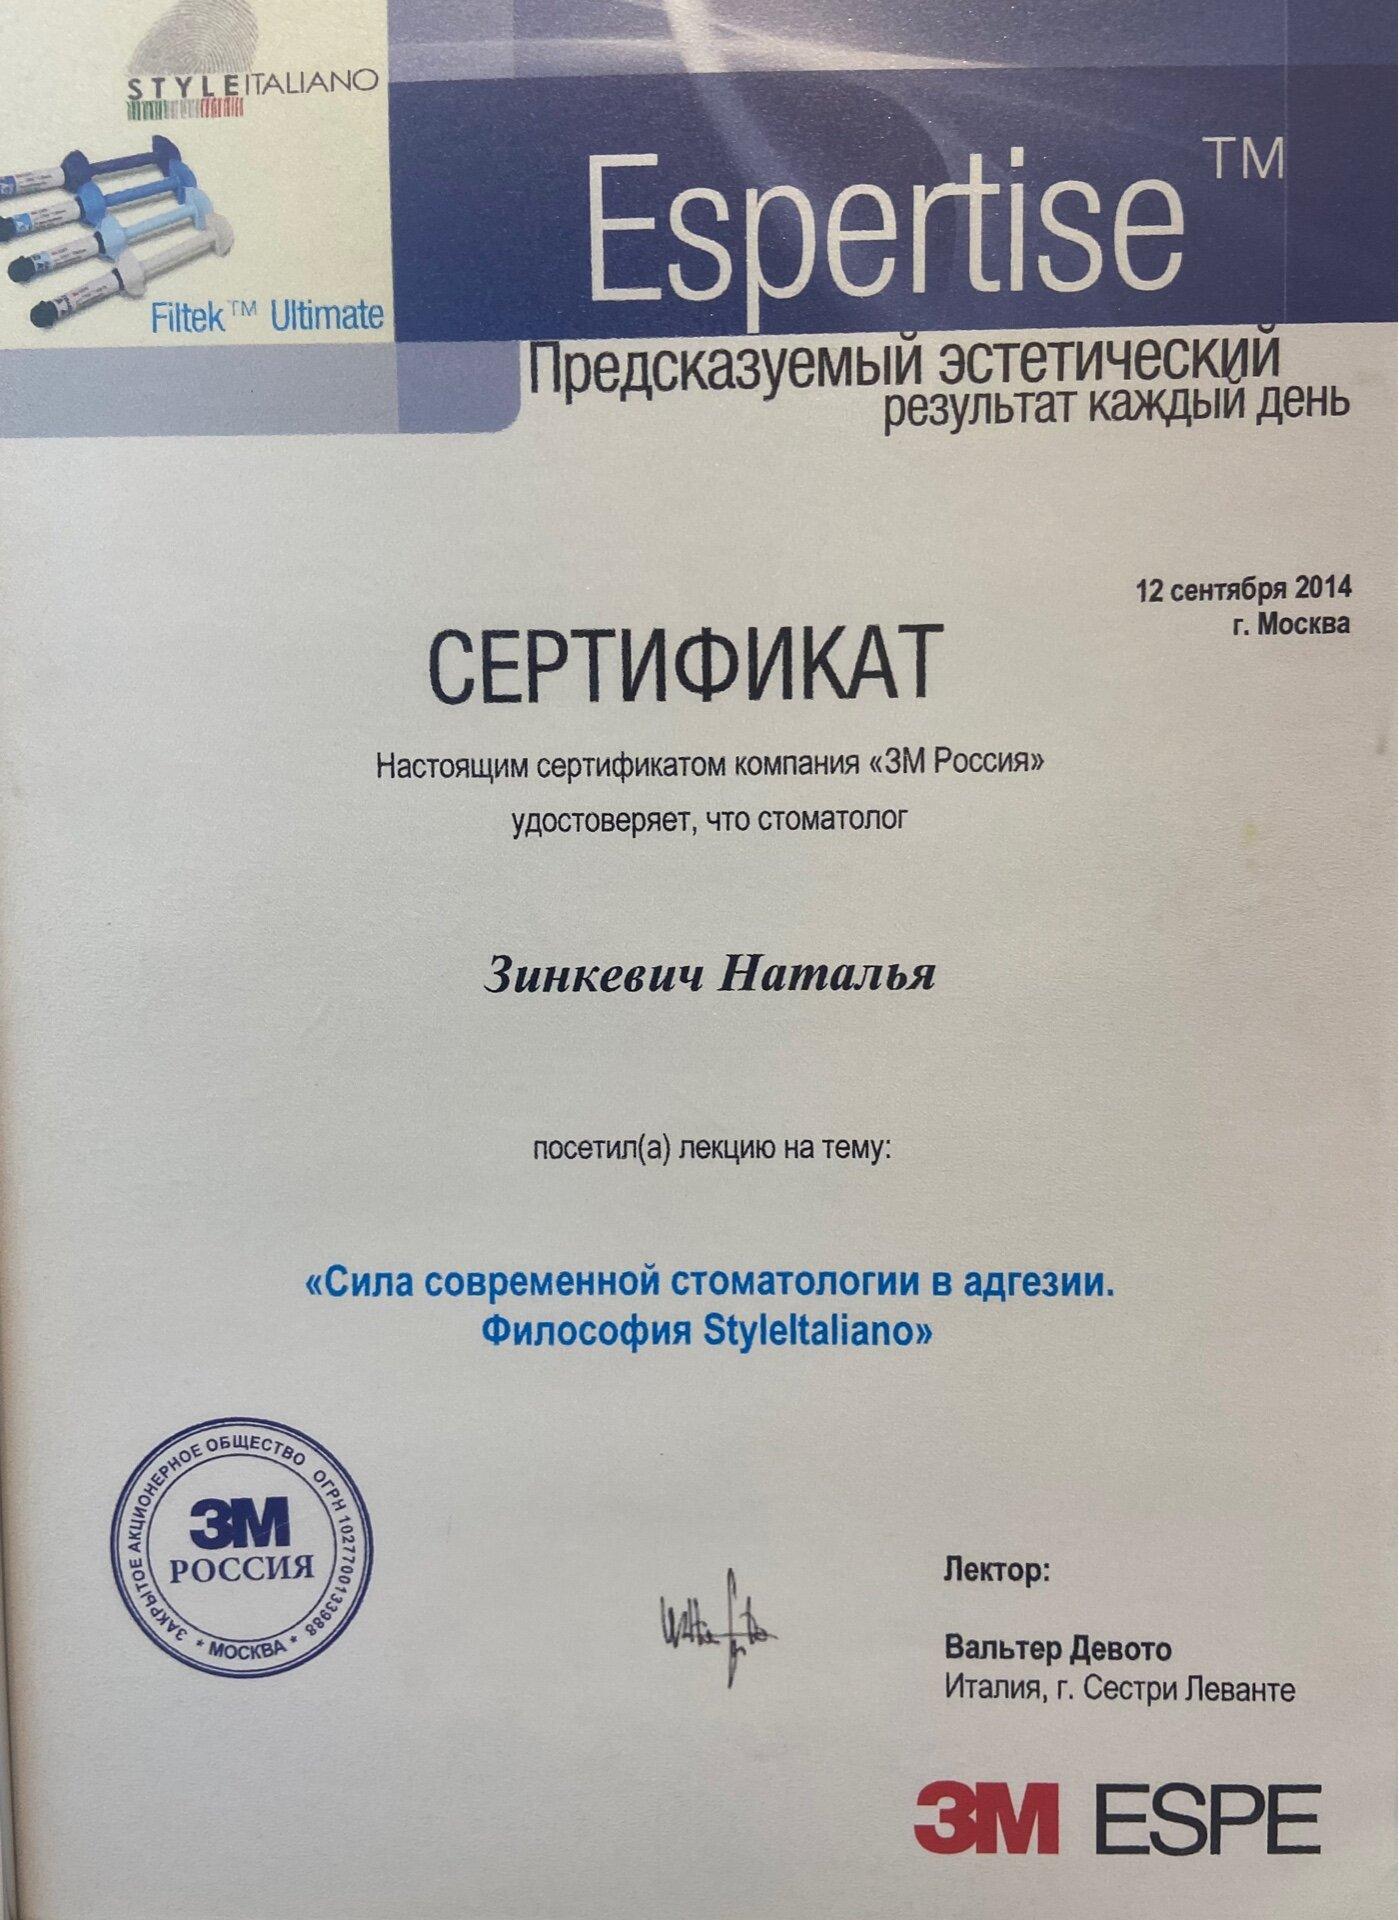 STYLEITALIANO
Espertise™
Filtek™ Ultimate
Предсказуемый эстетический
результат каждый день
12 сентября 2014
г. Москва
СЕРТИФИКАТ
Настоящим сертификатом компания «3М Россия»
удостоверяет, что стоматолог
Зинкевич Наталья
посетил(а) лекцию на тему:
«Сила современной стоматологии в адгезии.
Философия StyleItaliano»
ЗАКРЫТОЕ АКЦИОНЕРНОЕ ОБЩЕСТВО ОГРН 1027700133988
3М
РОССИЯ
* МОСКВА *
Лектор:
Вальтер Девото
Италия, г. Сестри Леванте
3M ESPE